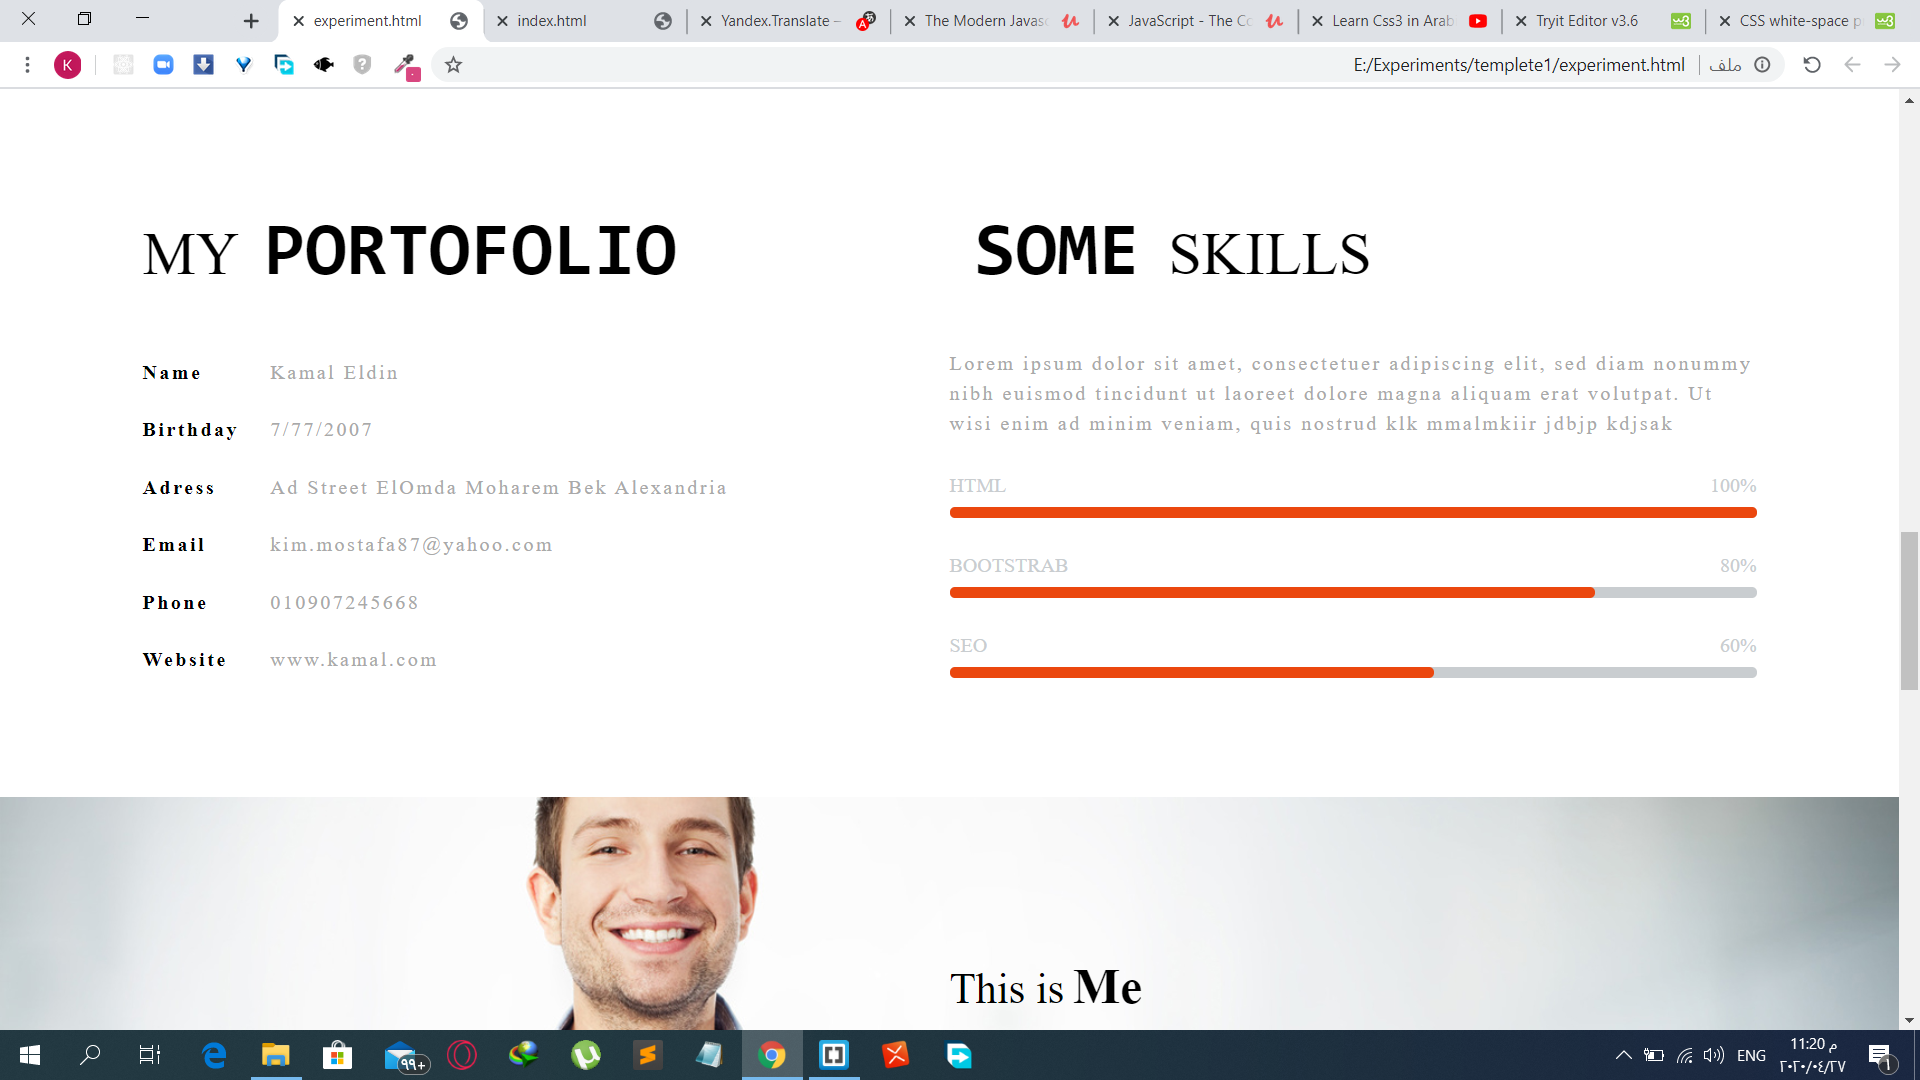 experiment.html
index.html
Yandex.Translate –
The Modern Javasc
JavaScript - The Co
Learn Css3 in Arab
Tryit Editor v3.6
CSS white-space p
K
E:/Experiments/templete1/experiment.html
ملف
MY PORTOFOLIO
Name Kamal Eldin
Birthday 7/77/2007
Adress Ad Street ElOmda Moharem Bek Alexandria
Email kim.mostafa87@yahoo.com
Phone 010907245668
Website www.kamal.com
SOME SKILLS
Lorem ipsum dolor sit amet, consectetuer adipiscing elit, sed diam nonummy
nibh euismod tincidunt ut laoreet dolore magna aliquam erat volutpat. Ut
wisi enim ad minim veniam, quis nostrud klk mmalmkiir jdbjp kdjsak
HTML 100%
BOOTSTRAB 80%
SEO 60%
This is Me
٩٩+
ENG
11:20 م
٢٠٢٠/٠٤/٢٧
١